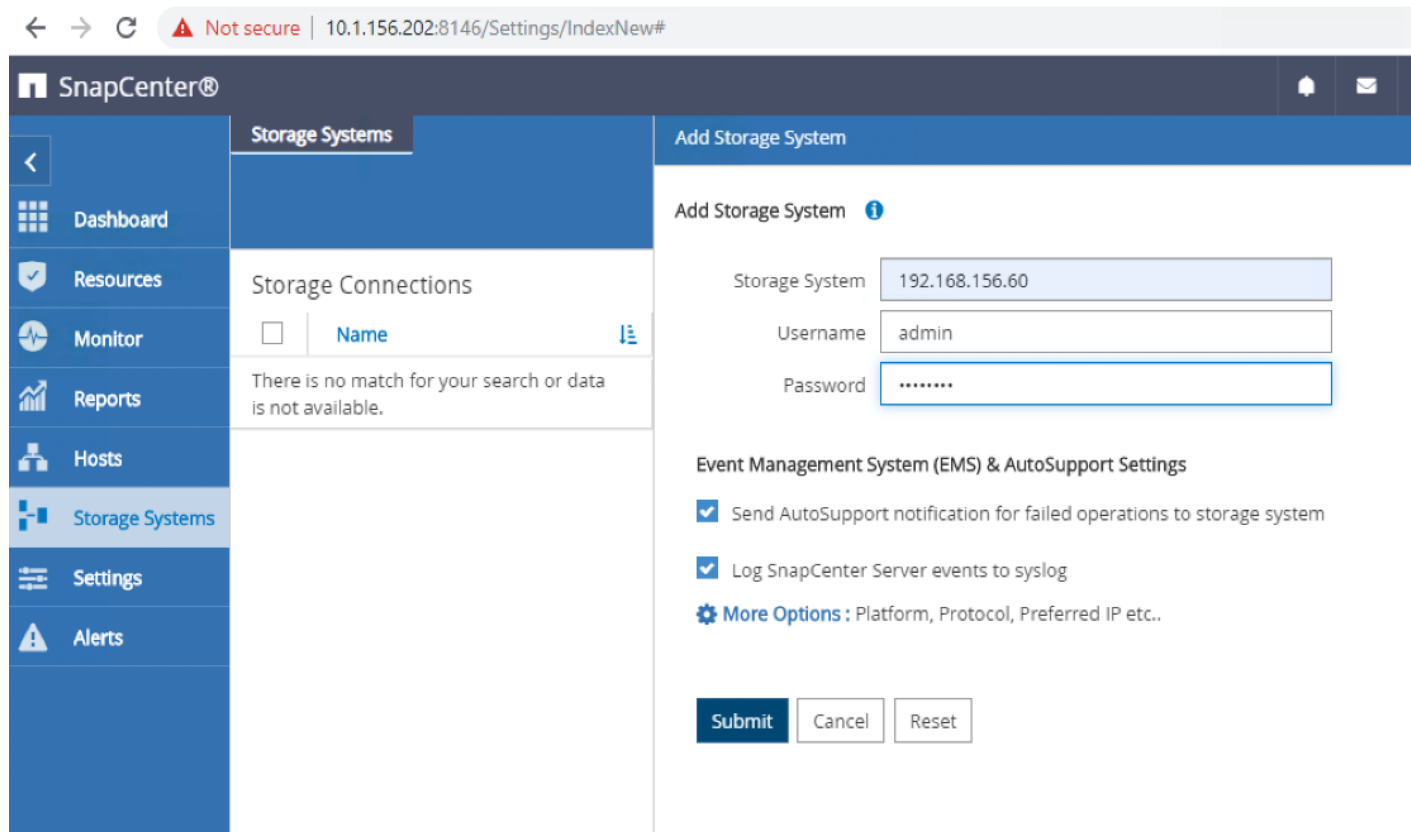 Not secure | 10.1.156.202:8146/Settings/IndexNew#
SnapCenter®
Dashboard
Resources
Monitor
Reports
Hosts
Storage Systems
Settings
Alerts
Storage Systems
Storage Connections
Name
There is no match for your search or data
is not available.
Add Storage System
Add Storage System
Storage System 192.168.156.60
Username admin
Password ••••••••
Event Management System (EMS) & AutoSupport Settings
Send AutoSupport notification for failed operations to storage system
Log SnapCenter Server events to syslog
More Options : Platform, Protocol, Preferred IP etc..
Submit Cancel Reset